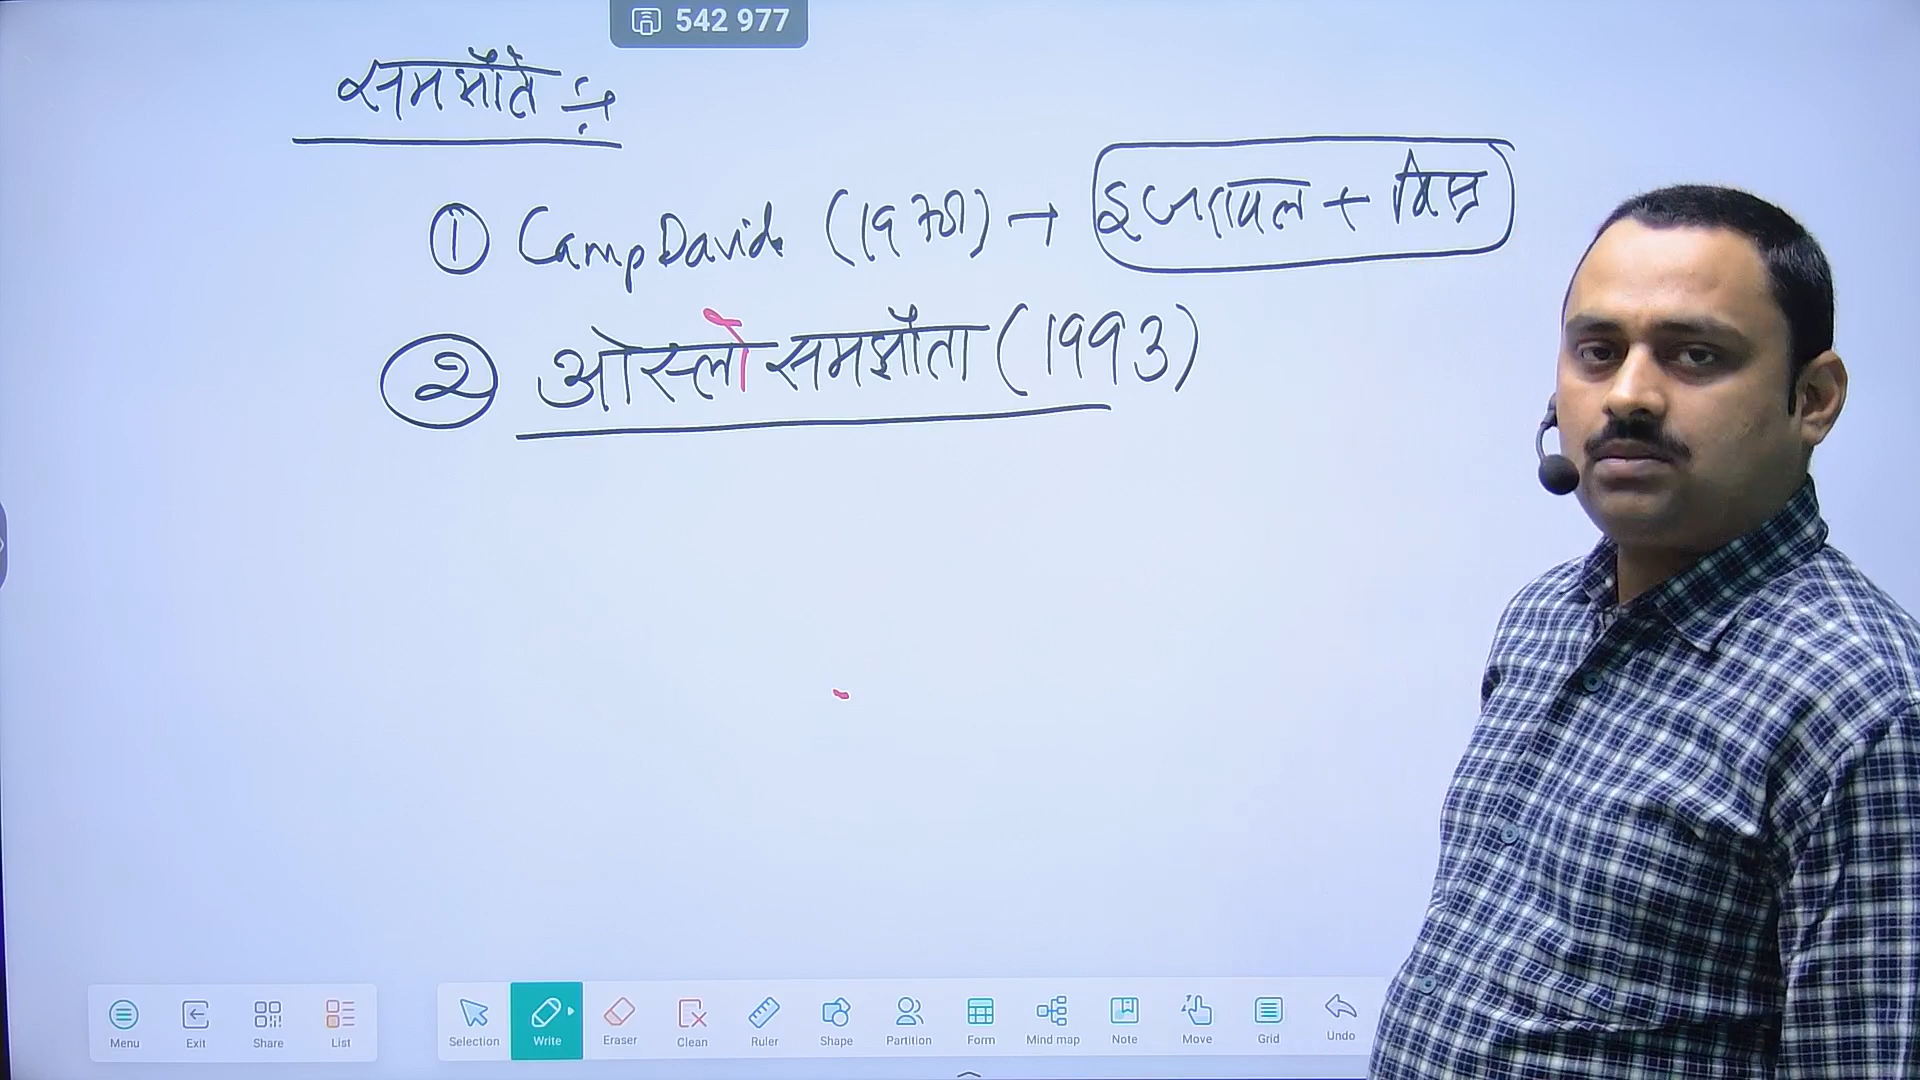 542 977
समझौते :→
① Camp David (1978) → इजरायल + मिस्र
② ओस्लो समझौता (1993)
Menu Exit Share List Selection Write Eraser Clean Ruler Shape Partition Form Mind map Note Move Grid Undo